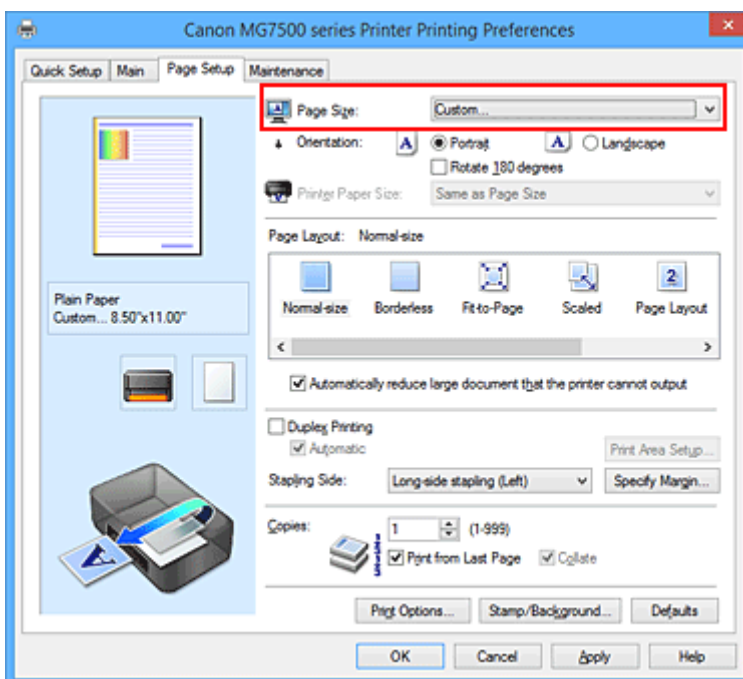 Canon MG7500 series Printer Printing Preferences
Quick Setup Main Page Setup Maintenance
Page Size: Custom...
Orientation: A Portrait A Landscape
Rotate 180 degrees
Printer Paper Size: Same as Page Size
Page Layout: Normal-size
2
Normal-size Borderless Fit-to-Page Scaled Page Layout
Plain Paper
Custom... 8.50"x11.00"
Automatically reduce large document that the printer cannot output
Duplex Printing
Automatic Print Area Setup...
Stapling Side: Long-side stapling (Left) Specify Margin...
Copies: 1 (1-999)
Print from Last Page Collate
Print Options... Stamp/Background... Defaults
OK Cancel Apply Help